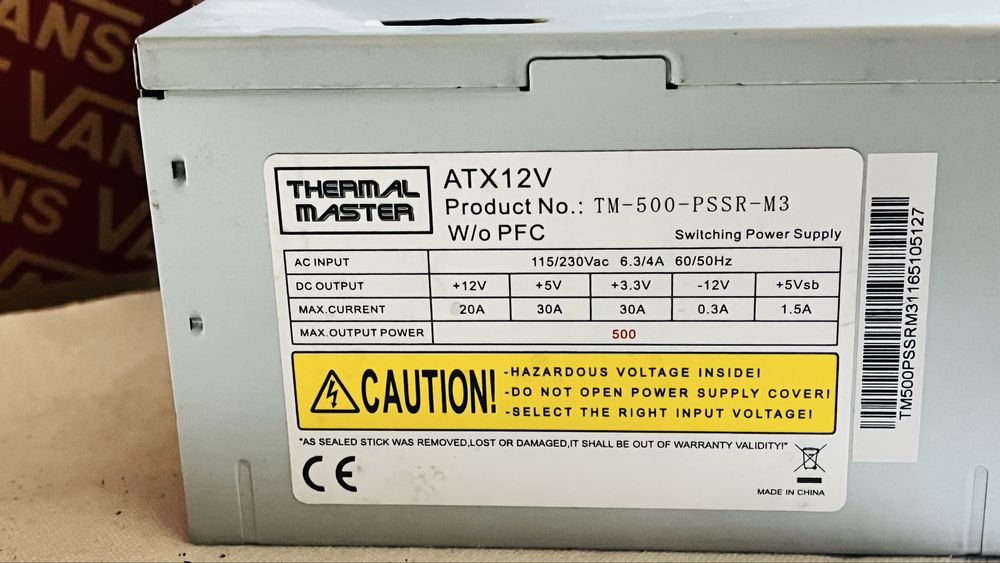 VANS
VANS
VANS
THERMAL
MASTER
ATX12V
Product No.: TM-500-PSSR-M3
W/o PFC
Switching Power Supply
AC INPUT 115/230Vac 6.3/4A 60/50Hz
DC OUTPUT +12V +5V +3.3V -12V +5Vsb
MAX.CURRENT 20A 30A 30A 0.3A 1.5A
MAX.OUTPUT POWER 500
CAUTION!
-HAZARDOUS VOLTAGE INSIDE!
-DO NOT OPEN POWER SUPPLY COVER!
-SELECT THE RIGHT INPUT VOLTAGE!
"AS SEALED STICK WAS REMOVED,LOST OR DAMAGED,IT SHALL BE OUT OF WARRANTY VALIDITY!"
CE
MADE IN CHINA
TM500PSSRM31165105127